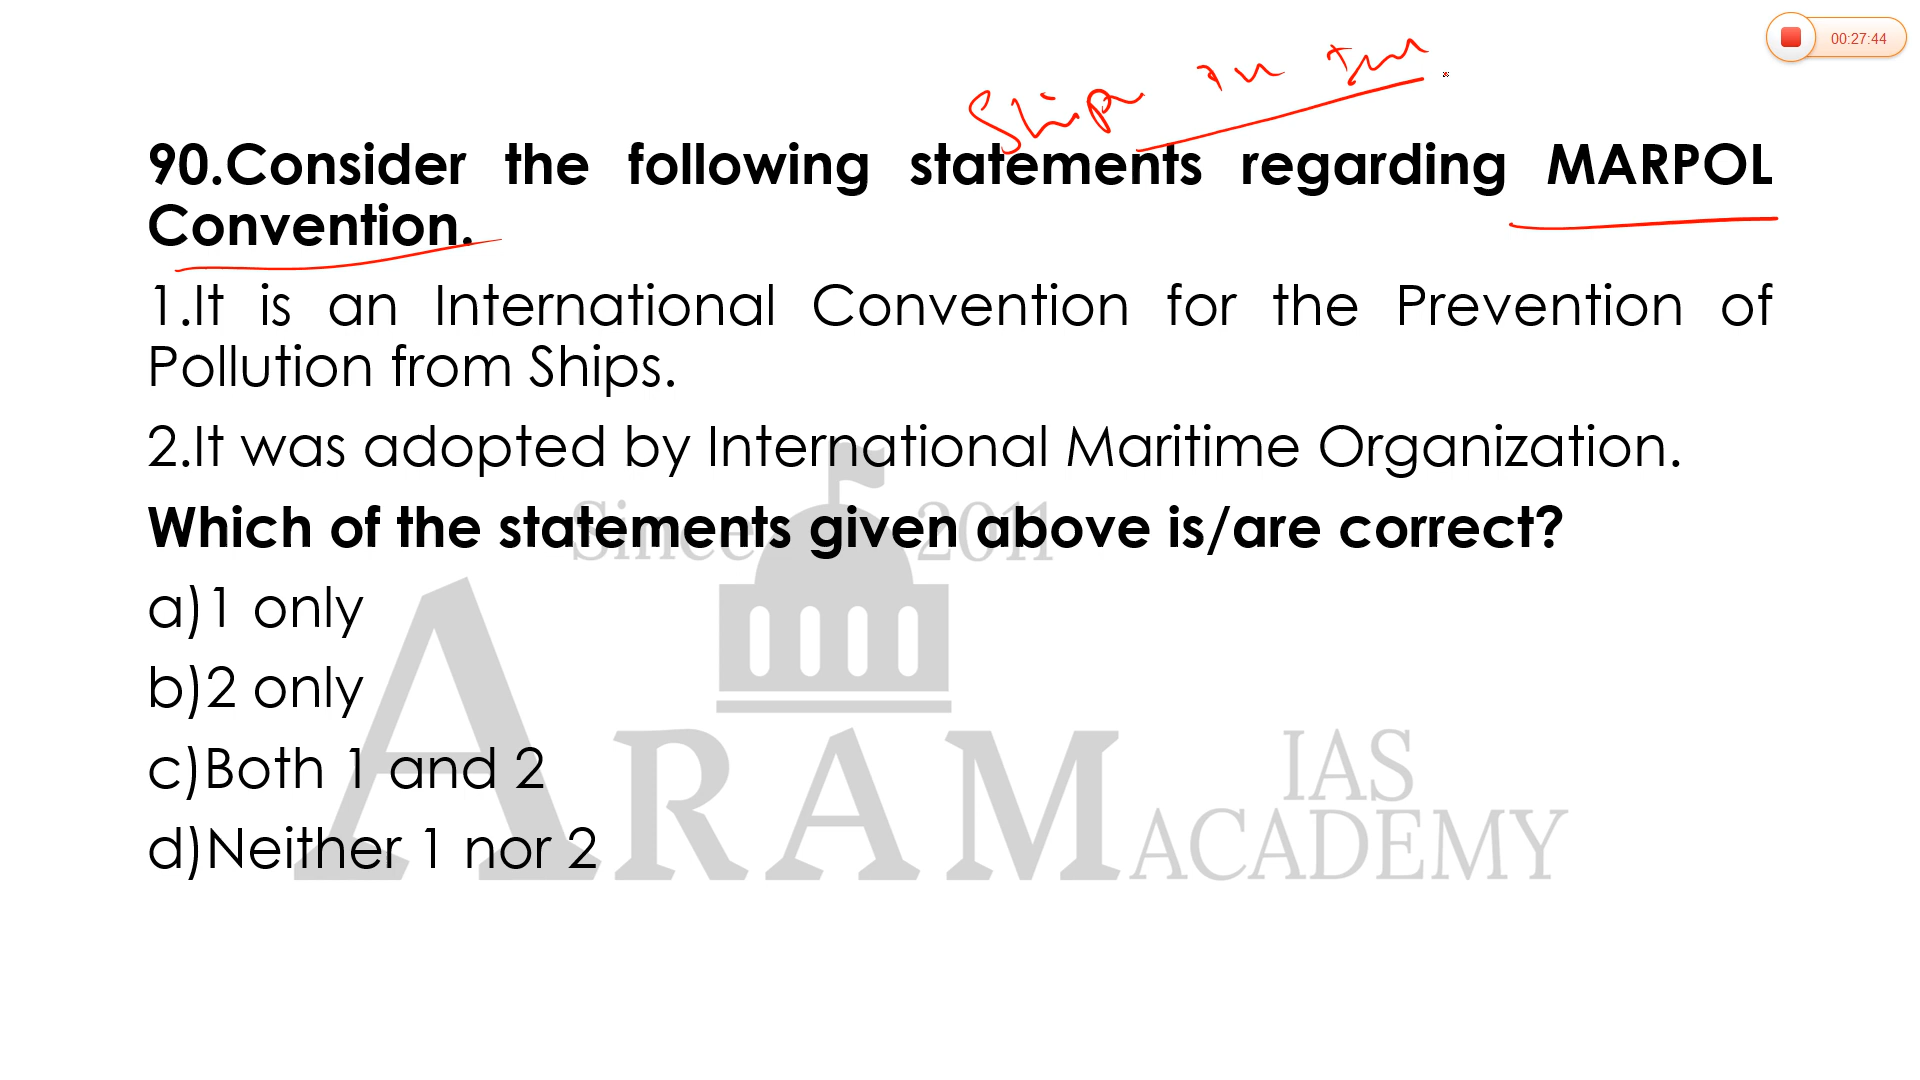 00:27:44
Ship in
90.Consider the following statements regarding MARPOL
Convention.
1.It is an International Convention for the Prevention of
Pollution from Ships.
2.It was adopted by International Maritime Organization.
Which of the statements given above is/are correct?
a)1 only
b)2 only
c)Both 1 and 2
d)Neither 1 nor 2
Since 2011
ARAM
IAS
ACADEMY